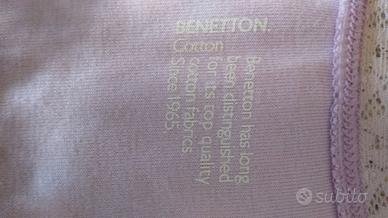 BENETTON.
Cotton
Benetton has long
been distinguished
for its top quality
cotton fabrics
Since 1965.
subito